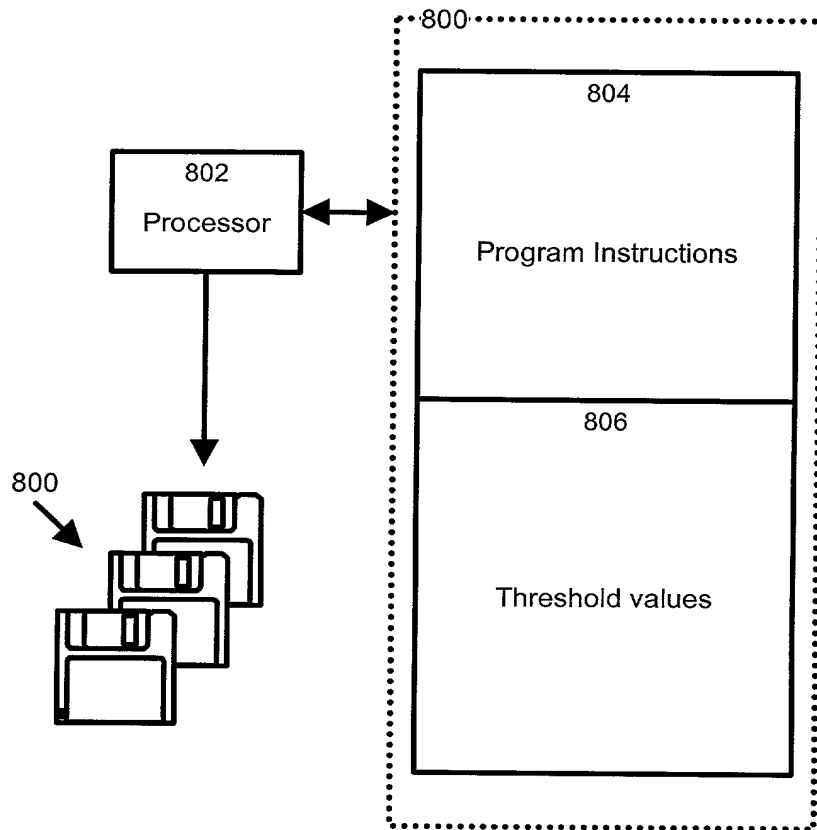 800
804
802
Processor
Program Instructions
806
800
Threshold values